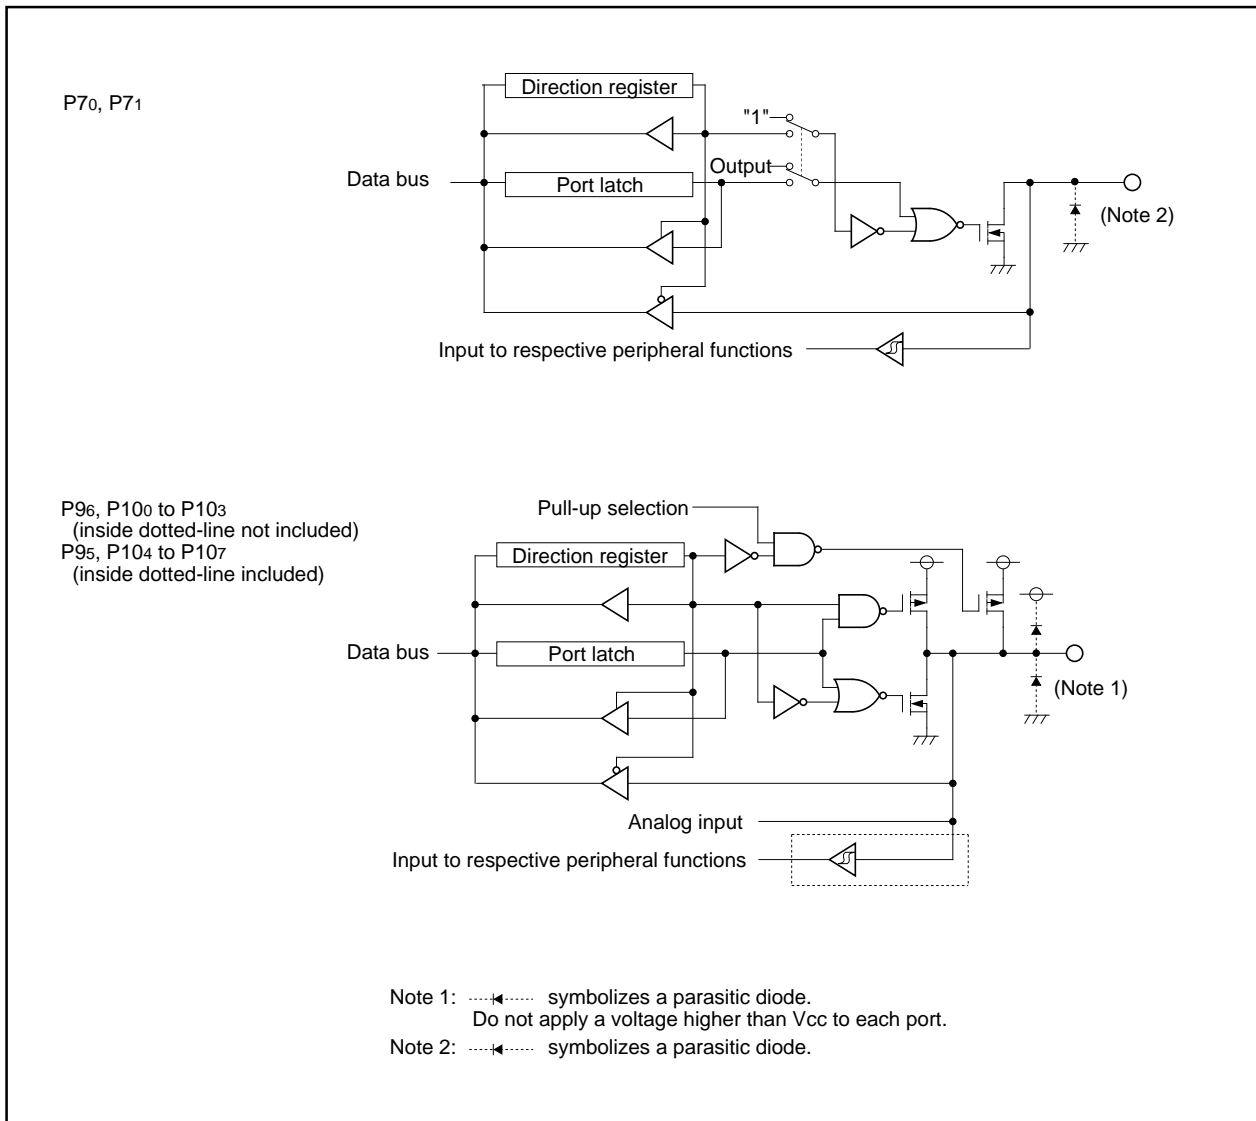 P70, P71
Direction register
"1"
Output
Data bus
Port latch
(Note 2)
Input to respective peripheral functions
P96, P100 to P103
(inside dotted-line not included)
P95, P104 to P107
(inside dotted-line included)
Pull-up selection
Direction register
Data bus
Port latch
(Note 1)
Analog input
Input to respective peripheral functions
Note 1: symbolizes a parasitic diode.
Do not apply a voltage higher than Vcc to each port.
Note 2: symbolizes a parasitic diode.